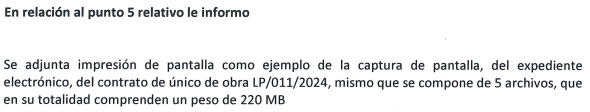 En relación al punto 5 relativo le informo
Se adjunta impresión de pantalla como ejemplo de la captura de pantalla, del expediente
electrónico, del contrato de único de obra LP/011/2024, mismo que se compone de 5 archivos, que
en su totalidad comprenden un peso de 220 MB